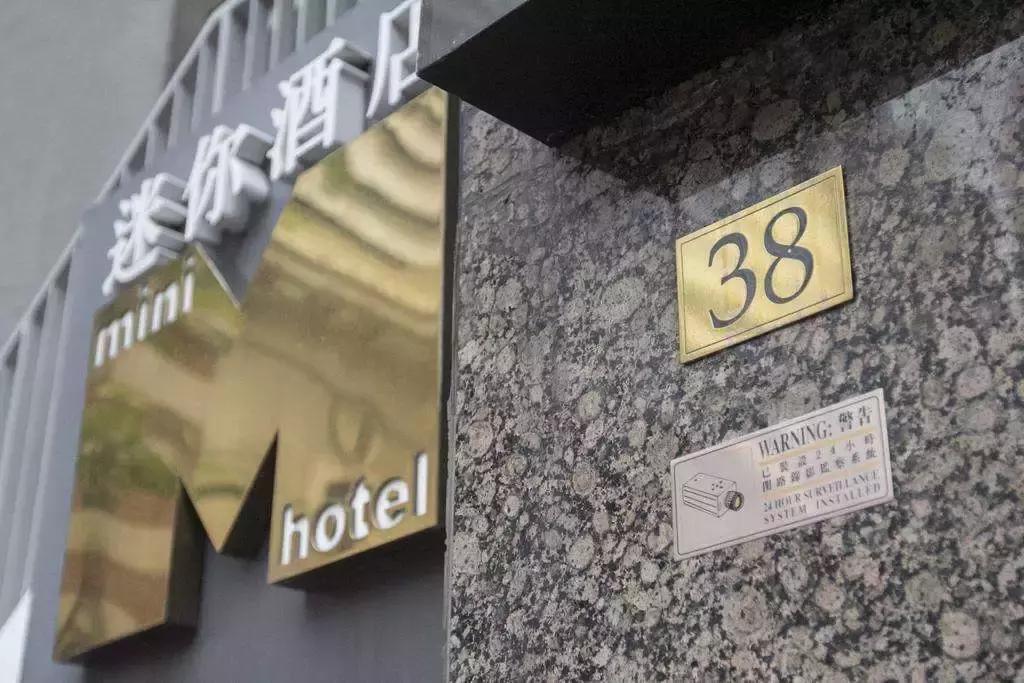 迷你酒店
mini
hotel
38
WARNING: 警告
已裝設24小時
閉路錄影監察系統
24 HOUR SURVEILLANCE
SYSTEM INSTALLED